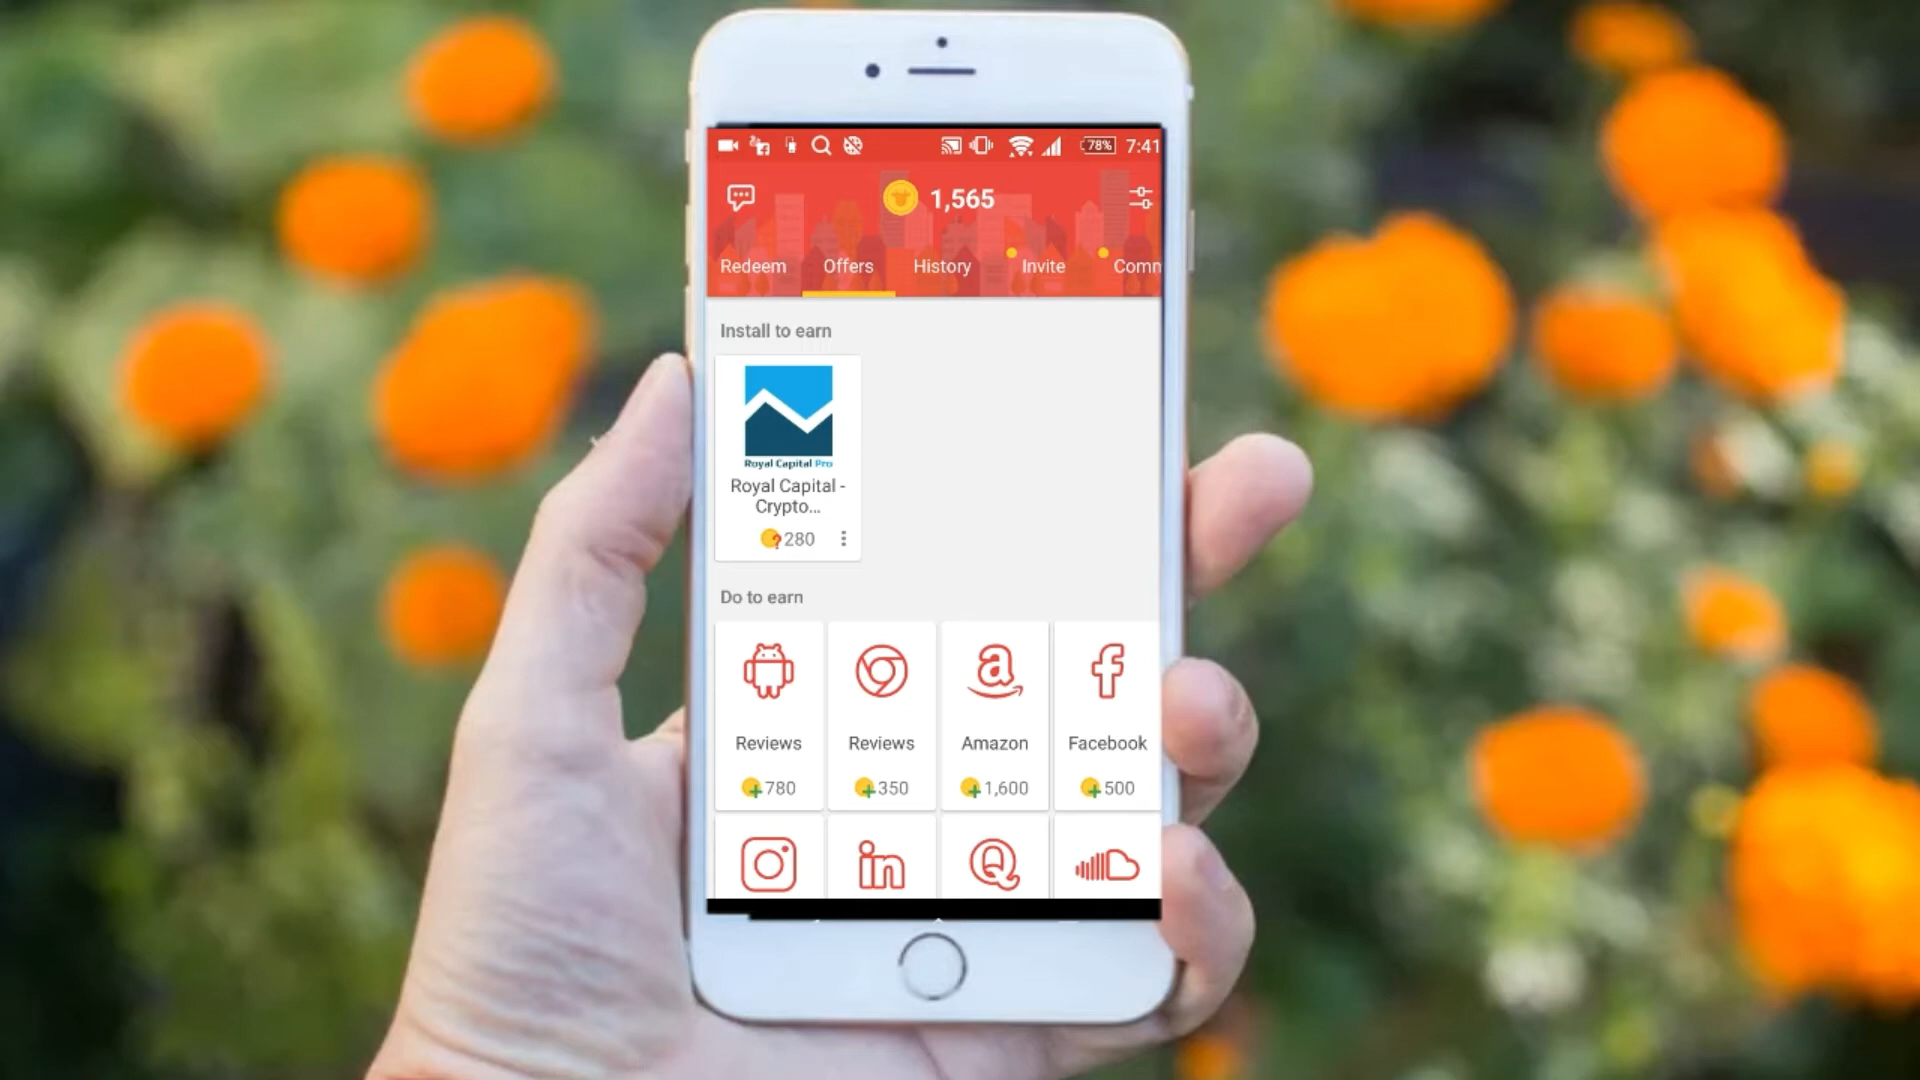 78% 7:41
1,565
Redeem Offers History Invite Comm
Install to earn
Royal Capital Pro
Royal Capital -
Crypto...
280
Do to earn
Reviews Reviews Amazon Facebook
780 350 1,600 500